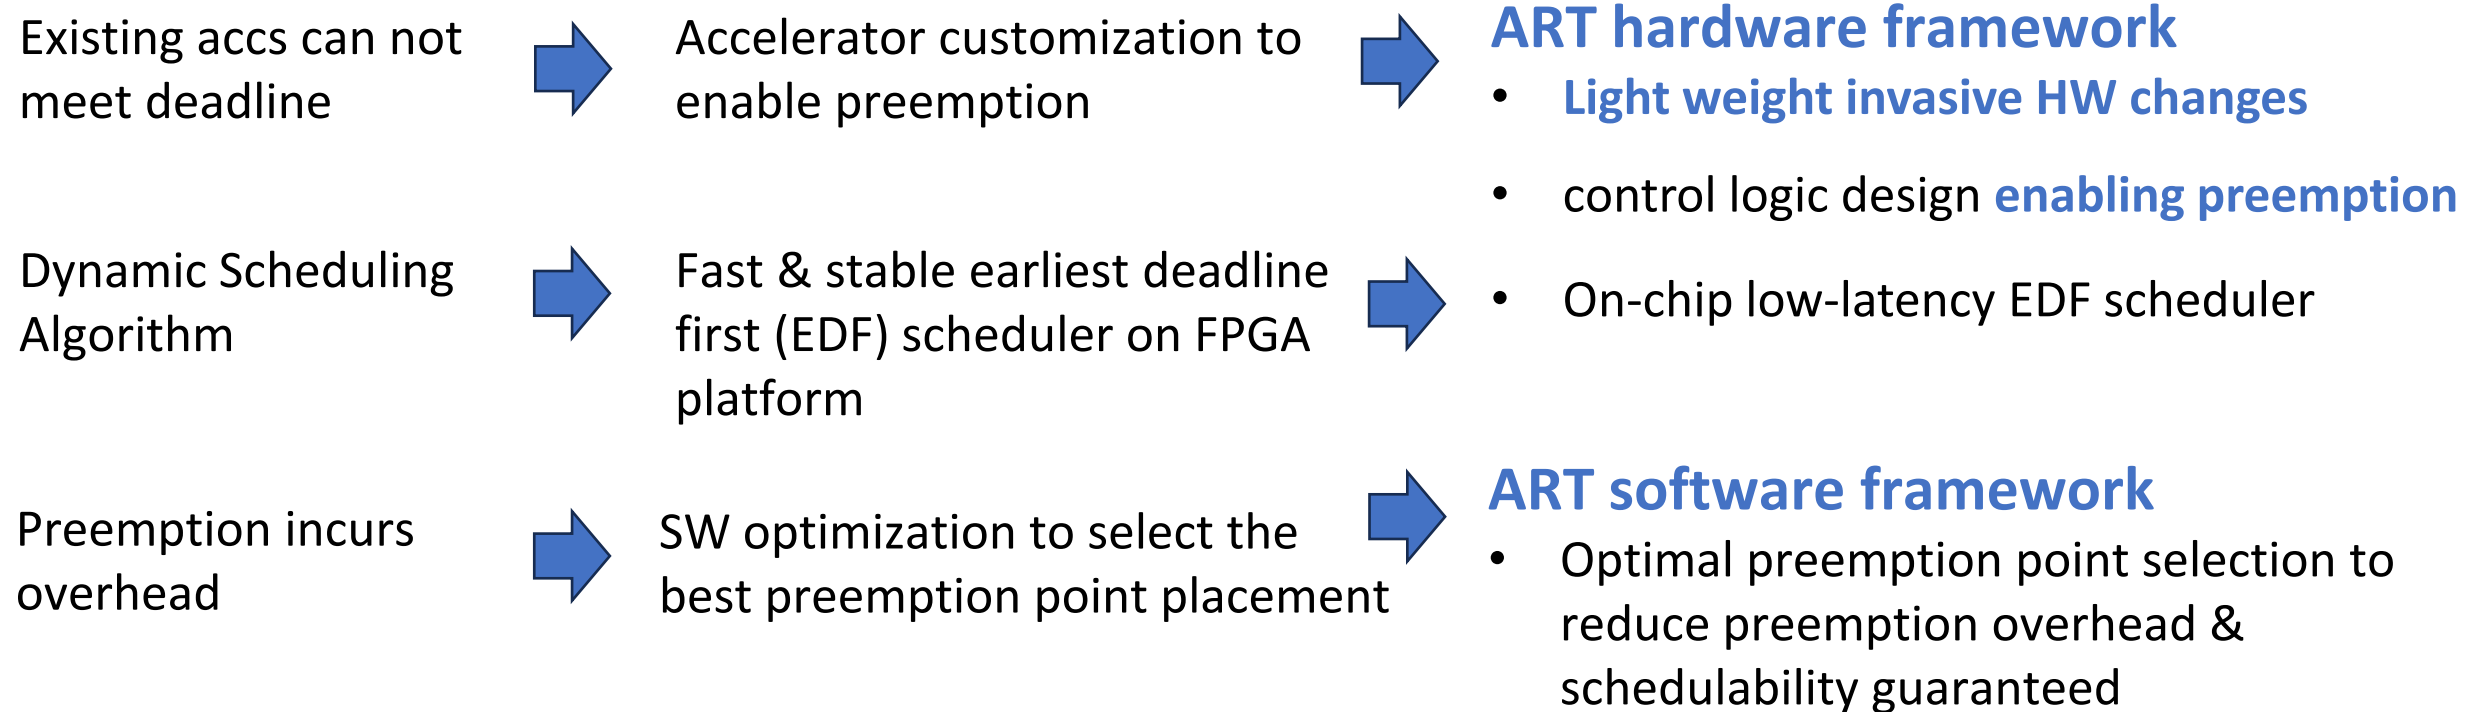 Existing accs can not
meet deadline
Accelerator customization to
enable preemption
ART hardware framework
• Light weight invasive HW changes
• control logic design enabling preemption
Dynamic Scheduling
Algorithm
Fast & stable earliest deadline
first (EDF) scheduler on FPGA
platform
• On-chip low-latency EDF scheduler
Preemption incurs
overhead
SW optimization to select the
best preemption point placement
ART software framework
• Optimal preemption point selection to
reduce preemption overhead &
schedulability guaranteed